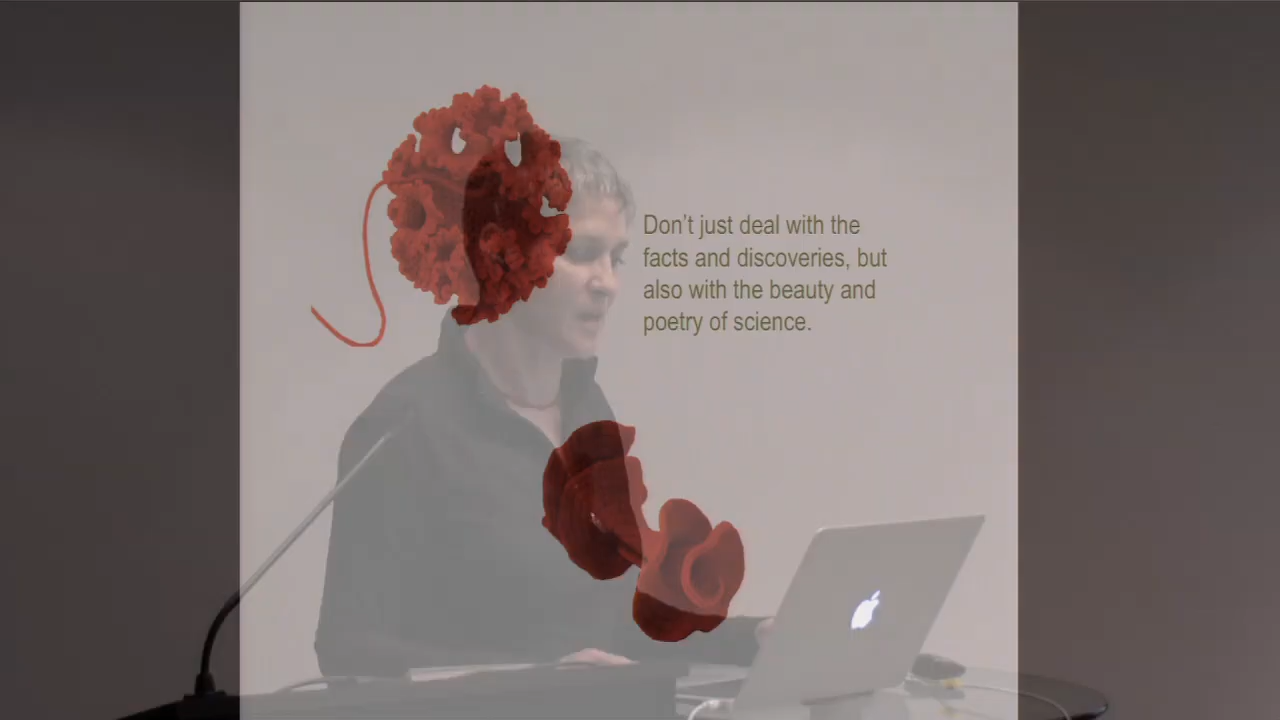 Don't just deal with the
facts and discoveries, but
also with the beauty and
poetry of science.